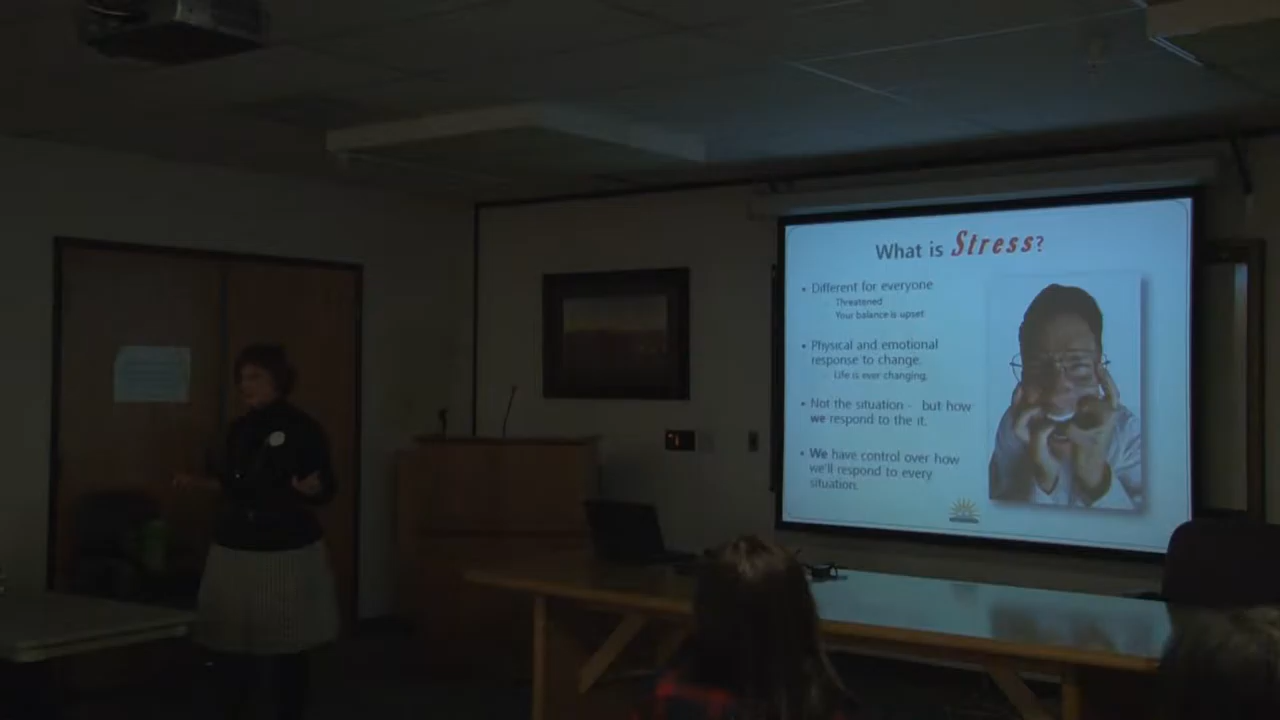 What is Stress?
• Different for everyone
Threatened
Your balance is upset
• Physical and emotional
response to change.
Life is ever changing.
• Not the situation - but how
we respond to the it.
• We have control over how
we'll respond to every
situation.